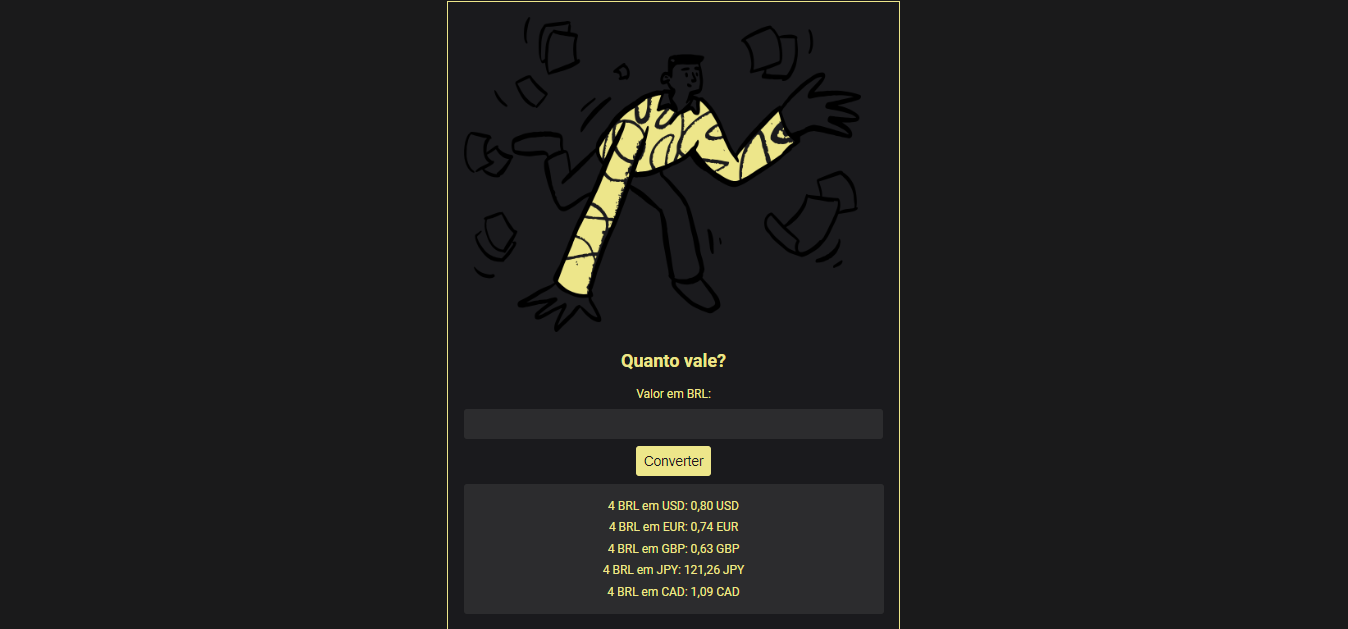 Quanto vale?
Valor em BRL:
Converter
4 BRL em USD: 0,80 USD
4 BRL em EUR: 0,74 EUR
4 BRL em GBP: 0,63 GBP
4 BRL em JPY: 121,26 JPY
4 BRL em CAD: 1,09 CAD